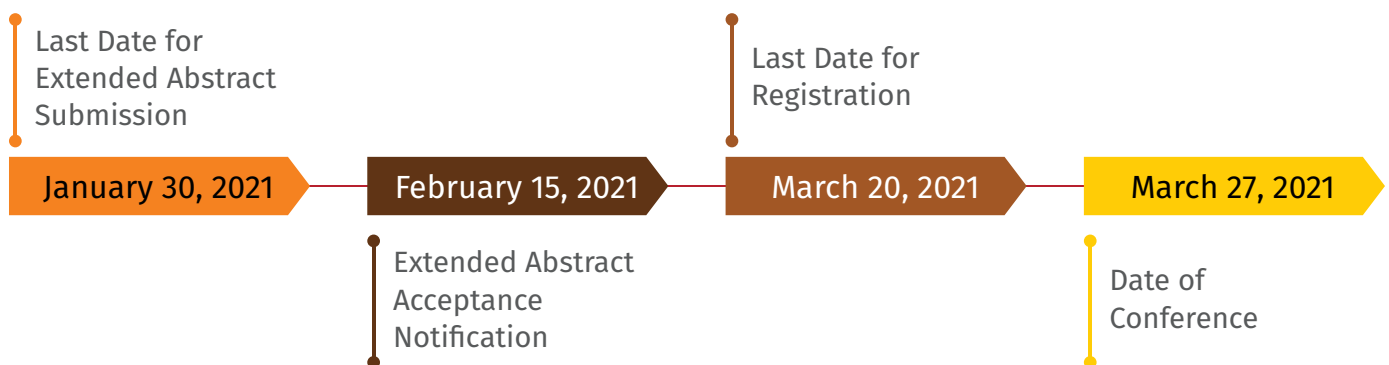 Last Date for
Extended Abstract
Submission
January 30, 2021
February 15, 2021
Extended Abstract
Acceptance
Notification
Last Date for
Registration
March 20, 2021
March 27, 2021
Date of
Conference